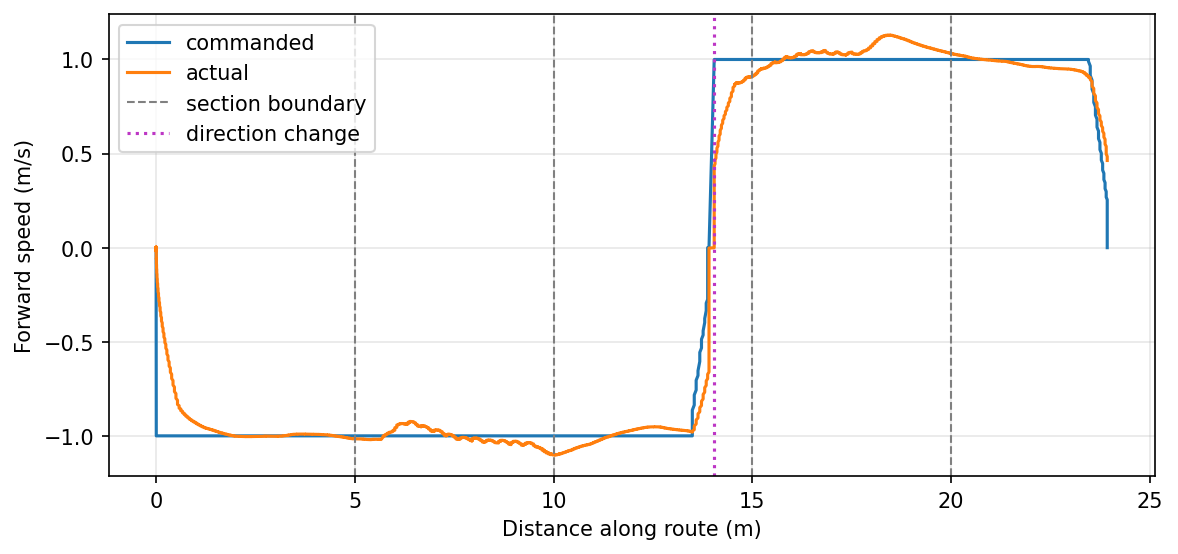 commanded
actual
section boundary
direction change
Forward speed (m/s)
1.0
0.5
0.0
−0.5
−1.0
0 5 10 15 20 25
Distance along route (m)